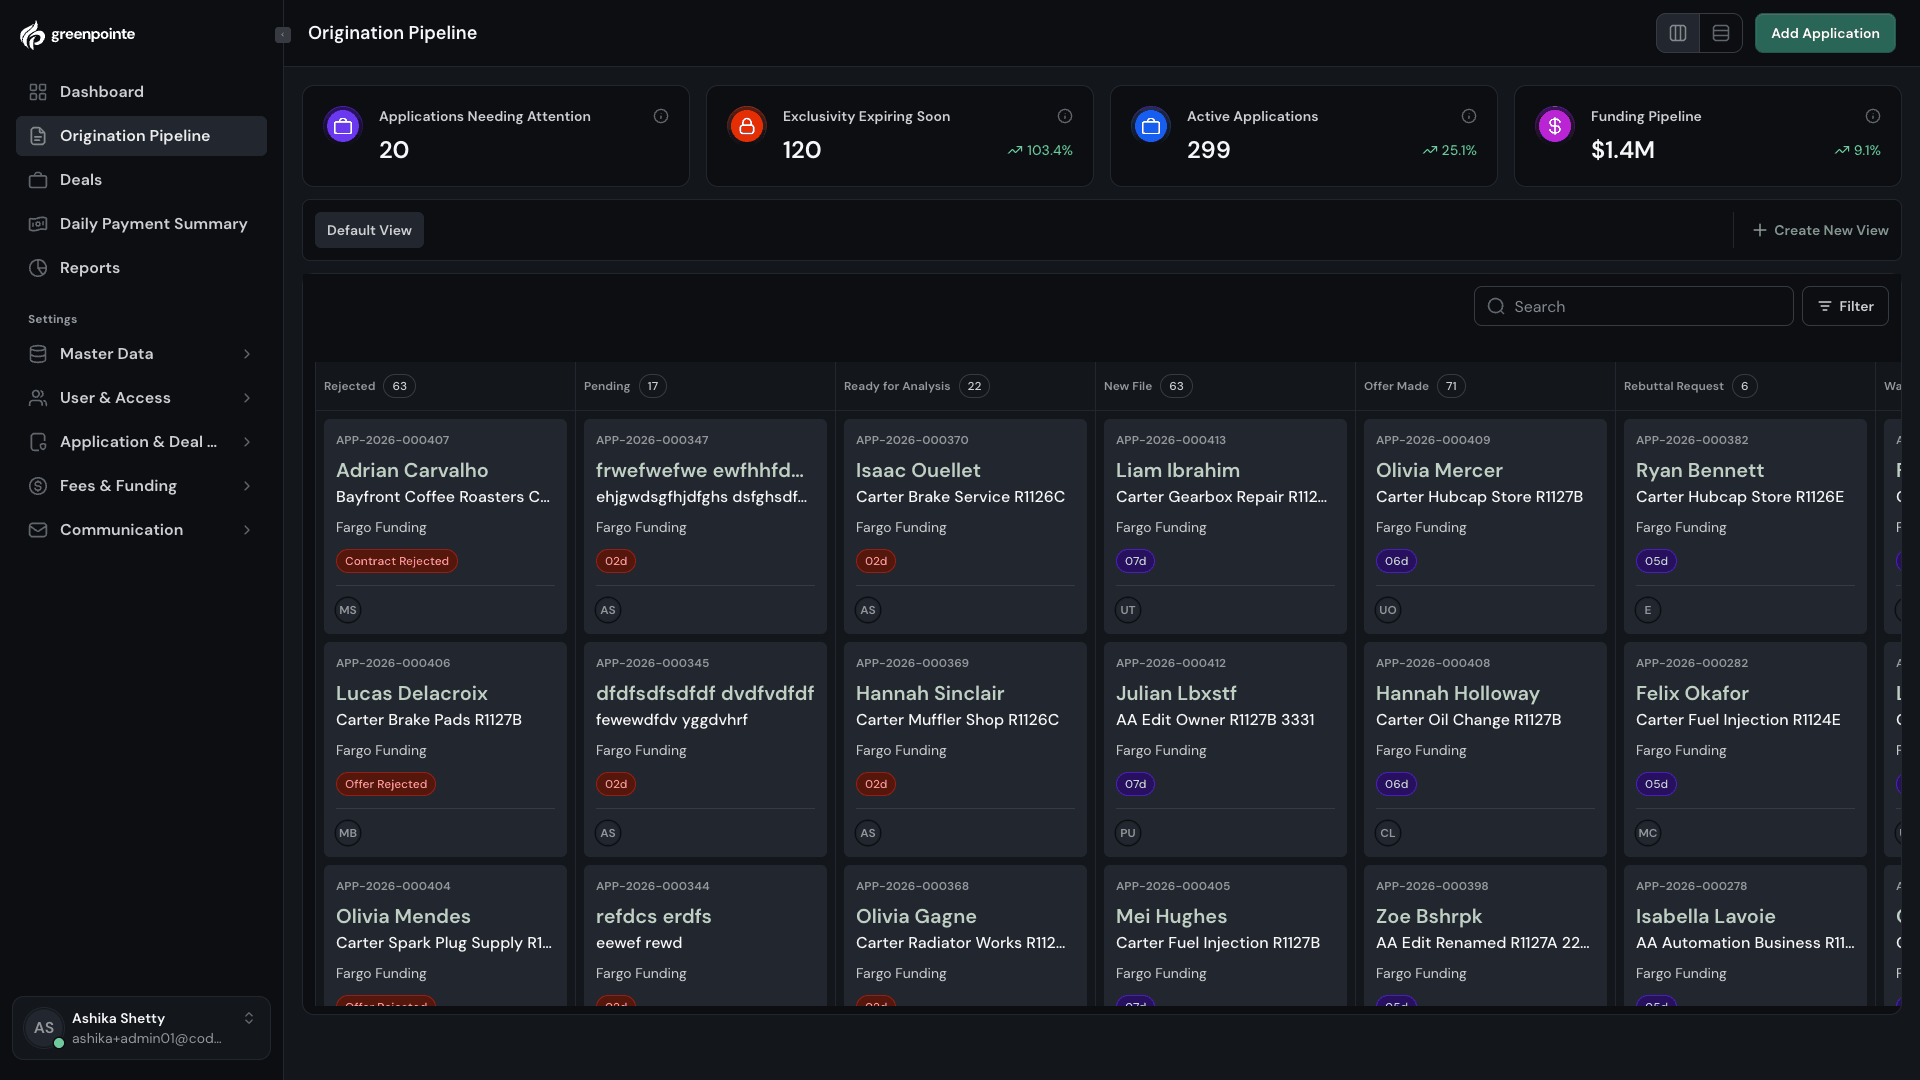 greenpointe
Origination Pipeline
Add Application
Dashboard
Origination Pipeline
Deals
Daily Payment Summary
Reports
Settings
Master Data
User & Access
Application & Deal ...
Fees & Funding
Communication
AS
Ashika Shetty
ashika+admin01@cod...
Applications Needing Attention
20
Exclusivity Expiring Soon
120
103.4%
Active Applications
299
25.1%
Funding Pipeline
$1.4M
9.1%
Default View
Create New View
Search
Filter
Rejected 63
APP-2026-000407
Adrian Carvalho
Bayfront Coffee Roasters C...
Fargo Funding
Contract Rejected
MS
APP-2026-000406
Lucas Delacroix
Carter Brake Pads R1127B
Fargo Funding
Offer Rejected
MB
APP-2026-000404
Olivia Mendes
Carter Spark Plug Supply R1...
Fargo Funding
Offer Rejected
Pending 17
APP-2026-000347
frwefwefwe ewfhhfd...
ehjgwdsgfhjdfghs dsfghsdf...
Fargo Funding
02d
AS
APP-2026-000345
dfdfsdfsdfdf dvdfvdfdf
fewewdfdv yggdvhrf
Fargo Funding
02d
AS
APP-2026-000344
refdcs erdfs
eewef rewd
Fargo Funding
02d
Ready for Analysis 22
APP-2026-000370
Isaac Ouellet
Carter Brake Service R1126C
Fargo Funding
02d
AS
APP-2026-000369
Hannah Sinclair
Carter Muffler Shop R1126C
Fargo Funding
02d
AS
APP-2026-000368
Olivia Gagne
Carter Radiator Works R112...
Fargo Funding
02d
New File 63
APP-2026-000413
Liam Ibrahim
Carter Gearbox Repair R112...
Fargo Funding
07d
UT
APP-2026-000412
Julian Lbxstf
AA Edit Owner R1127B 3331
Fargo Funding
07d
PU
APP-2026-000405
Mei Hughes
Carter Fuel Injection R1127B
Fargo Funding
07d
Offer Made 71
APP-2026-000409
Olivia Mercer
Carter Hubcap Store R1127B
Fargo Funding
06d
UO
APP-2026-000408
Hannah Holloway
Carter Oil Change R1127B
Fargo Funding
06d
CL
APP-2026-000398
Zoe Bshrpk
AA Edit Renamed R1127A 22...
Fargo Funding
05d
Rebuttal Request 6
APP-2026-000382
Ryan Bennett
Carter Hubcap Store R1126E
Fargo Funding
05d
E
APP-2026-000282
Felix Okafor
Carter Fuel Injection R1124E
Fargo Funding
05d
MC
APP-2026-000278
Isabella Lavoie
AA Automation Business R11...
Fargo Funding
05d
Wa